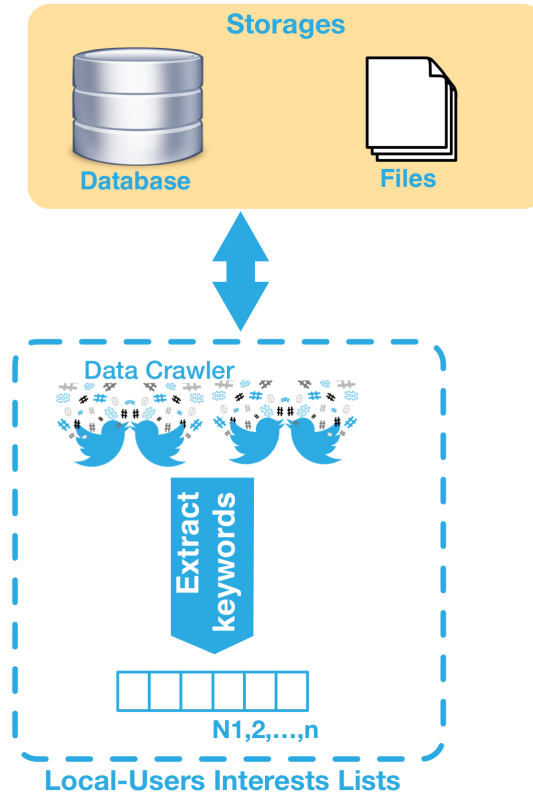 Storages
Database
Files
Data Crawler
Extract
keywords
N1,2,...,n
Local-Users Interests Lists